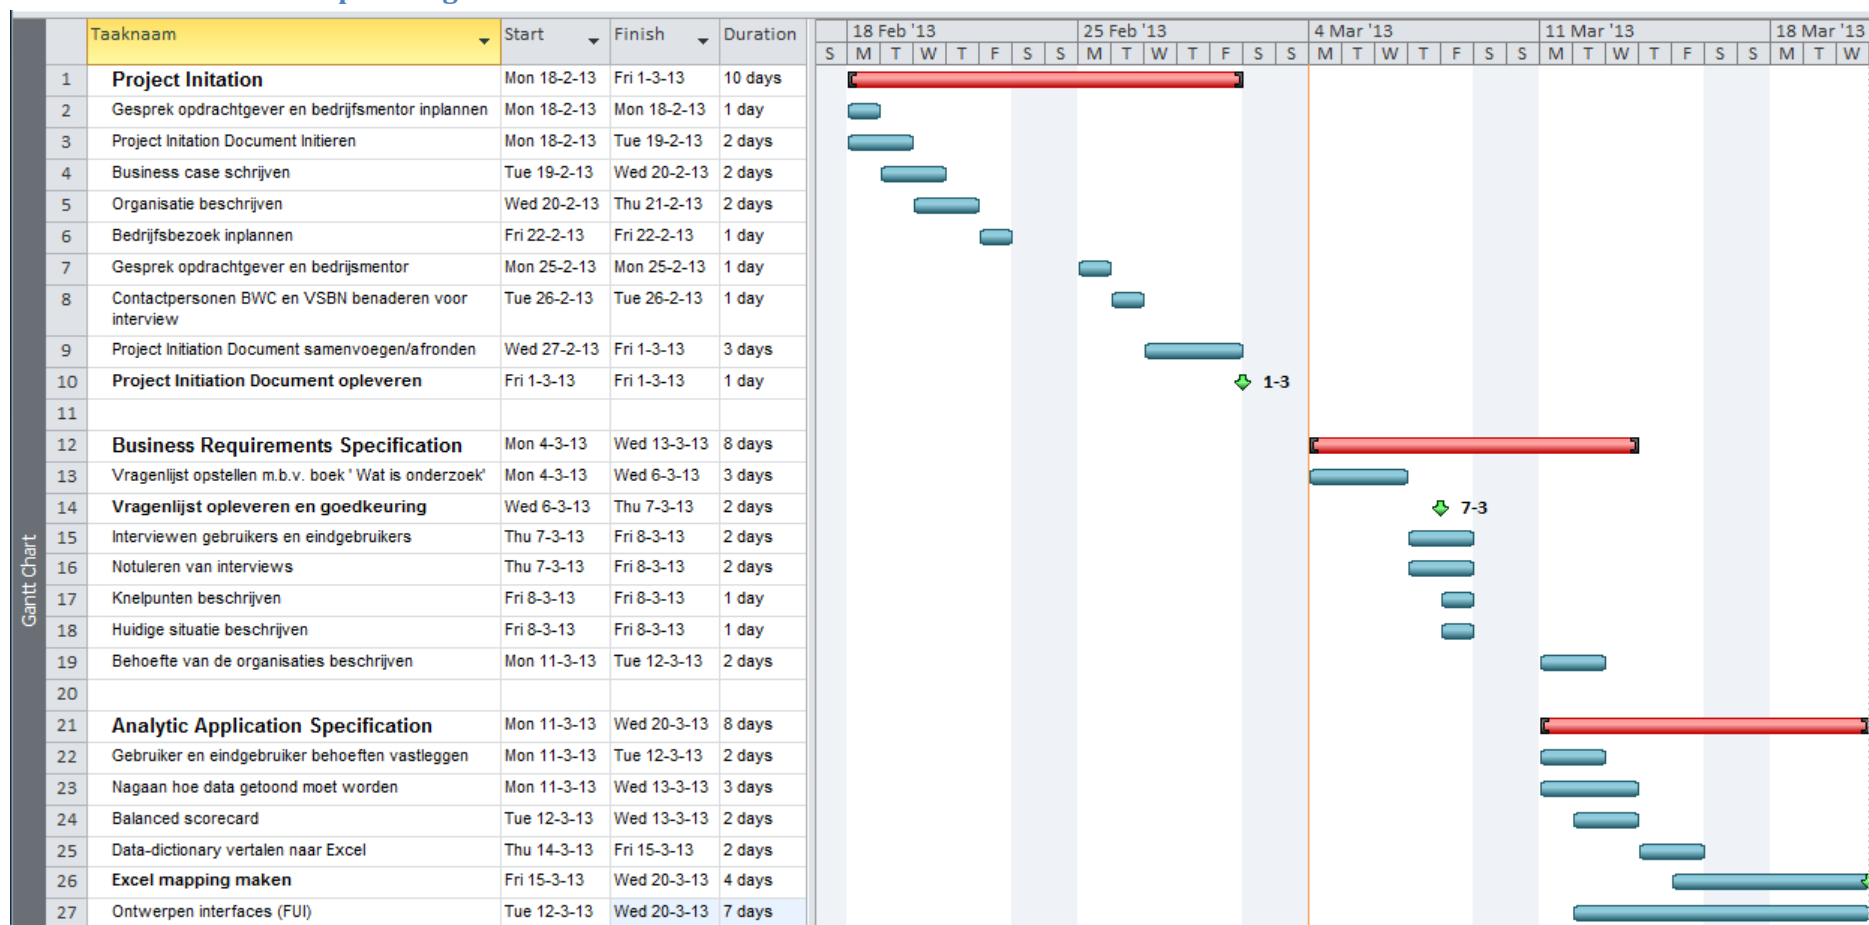 Taaknaam Start Finish Duration 18 Feb '13 25 Feb '13 4 Mar '13 11 Mar '13 18 Mar '13
S M T W T F S S M T W T F S S M T W T F S S M T W T F S S M T W
1 Project Initation Mon 18-2-13 Fri 1-3-13 10 days
2 Gesprek opdrachtgever en bedrijfsmentor inplannen Mon 18-2-13 Mon 18-2-13 1 day
3 Project Initation Document Initieren Mon 18-2-13 Tue 19-2-13 2 days
4 Business case schrijven Tue 19-2-13 Wed 20-2-13 2 days
5 Organisatie beschrijven Wed 20-2-13 Thu 21-2-13 2 days
6 Bedrijfsbezoek inplannen Fri 22-2-13 Fri 22-2-13 1 day
7 Gesprek opdrachtgever en bedrijsmentor Mon 25-2-13 Mon 25-2-13 1 day
8 Contactpersonen BWC en VSBN benaderen voor Tue 26-2-13 Tue 26-2-13 1 day
interview
9 Project Initiation Document samenvoegen/afronden Wed 27-2-13 Fri 1-3-13 3 days
10 Project Initiation Document opleveren Fri 1-3-13 Fri 1-3-13 1 day 1-3
11
12 Business Requirements Specification Mon 4-3-13 Wed 13-3-13 8 days
13 Vragenlijst opstellen m.b.v. boek ' Wat is onderzoek' Mon 4-3-13 Wed 6-3-13 3 days
14 Vragenlijst opleveren en goedkeuring Wed 6-3-13 Thu 7-3-13 2 days 7-3
15 Interviewen gebruikers en eindgebruikers Thu 7-3-13 Fri 8-3-13 2 days
16 Notuleren van interviews Thu 7-3-13 Fri 8-3-13 2 days
17 Knelpunten beschrijven Fri 8-3-13 Fri 8-3-13 1 day
18 Huidige situatie beschrijven Fri 8-3-13 Fri 8-3-13 1 day
19 Behoefte van de organisaties beschrijven Mon 11-3-13 Tue 12-3-13 2 days
20
21 Analytic Application Specification Mon 11-3-13 Wed 20-3-13 8 days
22 Gebruiker en eindgebruiker behoeften vastleggen Mon 11-3-13 Tue 12-3-13 2 days
23 Nagaan hoe data getoond moet worden Mon 11-3-13 Wed 13-3-13 3 days
24 Balanced scorecard Tue 12-3-13 Wed 13-3-13 2 days
25 Data-dictionary vertalen naar Excel Thu 14-3-13 Fri 15-3-13 2 days
26 Excel mapping maken Fri 15-3-13 Wed 20-3-13 4 days
27 Ontwerpen interfaces (FUI) Tue 12-3-13 Wed 20-3-13 7 days
Gantt Chart